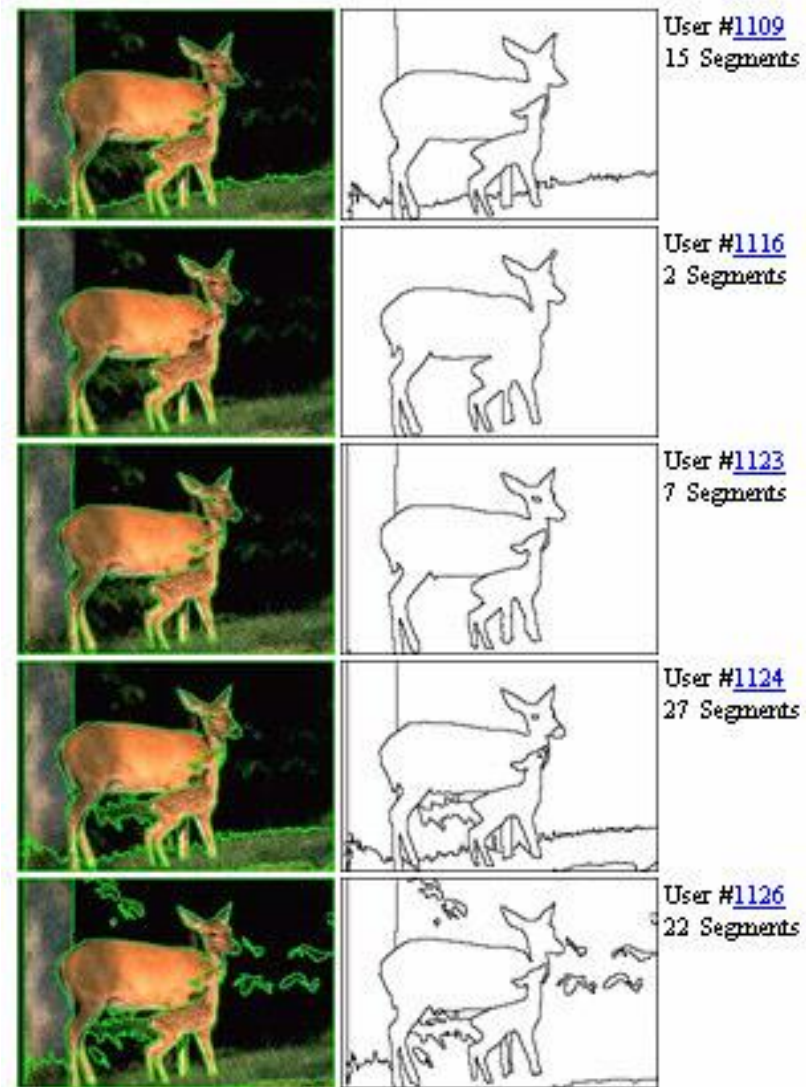 User #1109
15 Segments
User #1116
2 Segments
User #1123
7 Segments
User #1124
27 Segments
User #1126
22 Segments